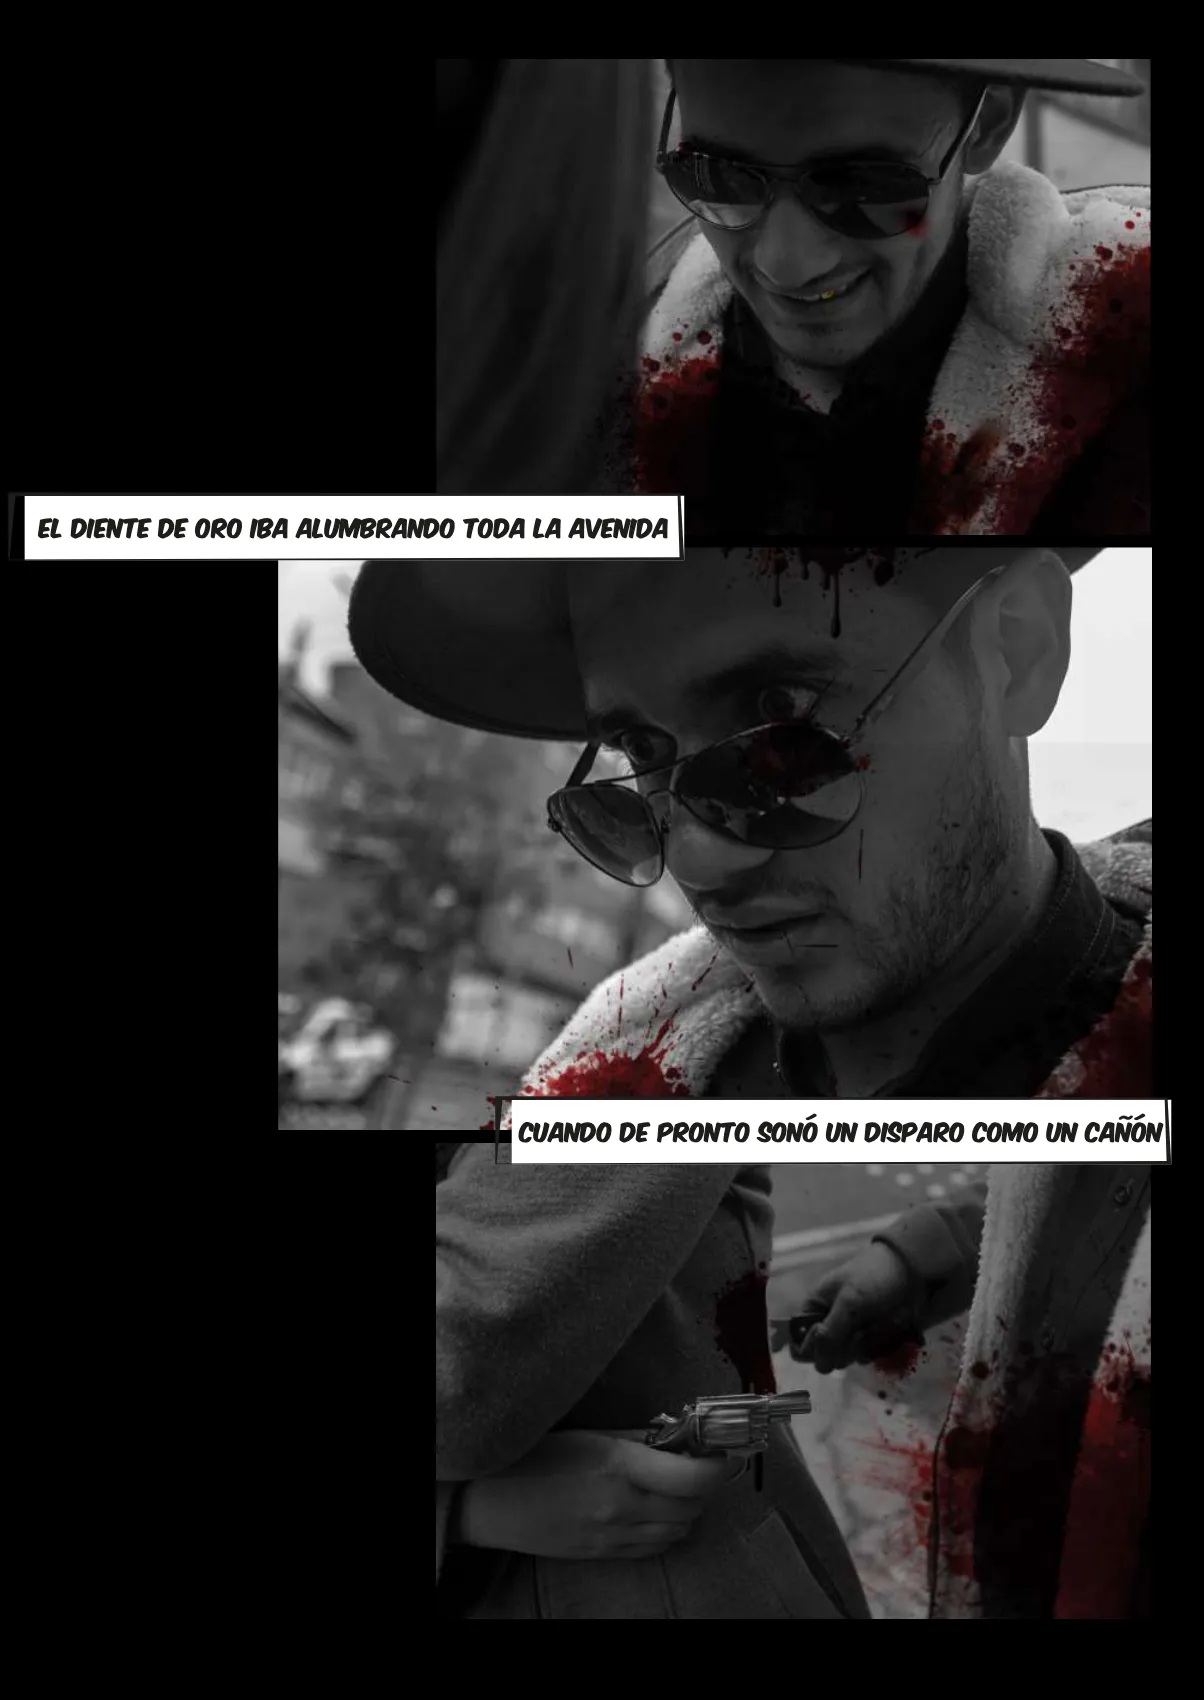 EL DIENTE DE ORO IBA ALUMBRANDO TODA LA AVENIDA
CUANDO DE PRONTO SONÓ UN DISPARO COMO UN CAÑÓN